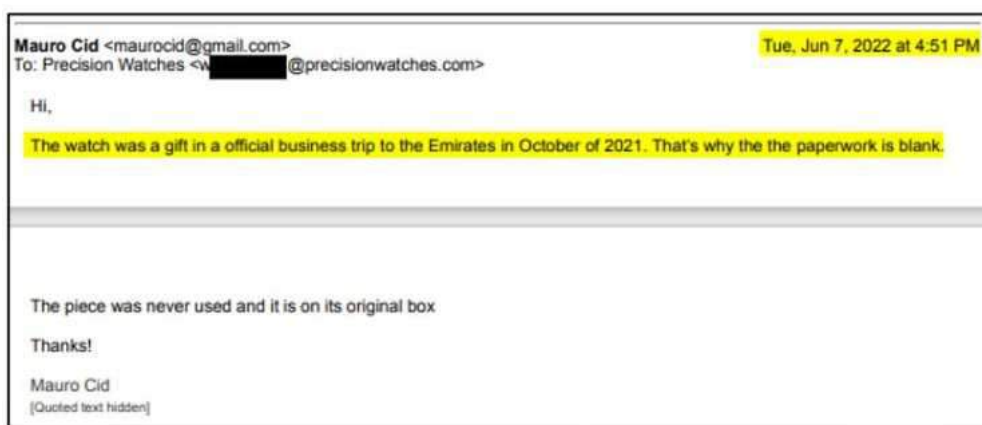 Mauro Cid <maurocid@gmail.com>
Tue, Jun 7, 2022 at 4:51 PM
To: Precision Watches <w @precisionwatches.com>
Hi,
The watch was a gift in a official business trip to the Emirates in October of 2021. That's why the the paperwork is blank.
The piece was never used and it is on its original box
Thanks!
Mauro Cid
[Quoted text hidden]